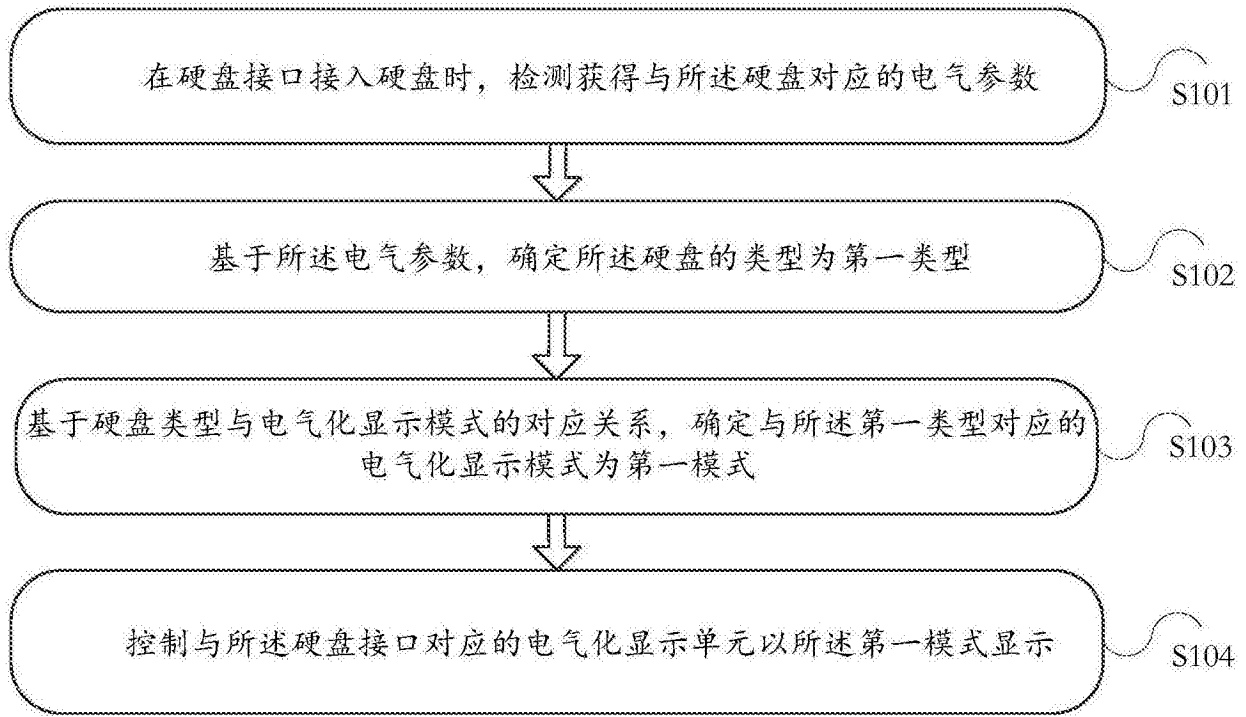 在硬盘接口接入硬盘时，检测获得与所述硬盘对应的电气参数
S101
基于所述电气参数，确定所述硬盘的类型为第一类型
S102
基于硬盘类型与电气化显示模式的对应关系，确定与所述第一类型对应的
电气化显示模式为第一模式
S103
控制与所述硬盘接口对应的电气化显示单元以所述第一模式显示
S104